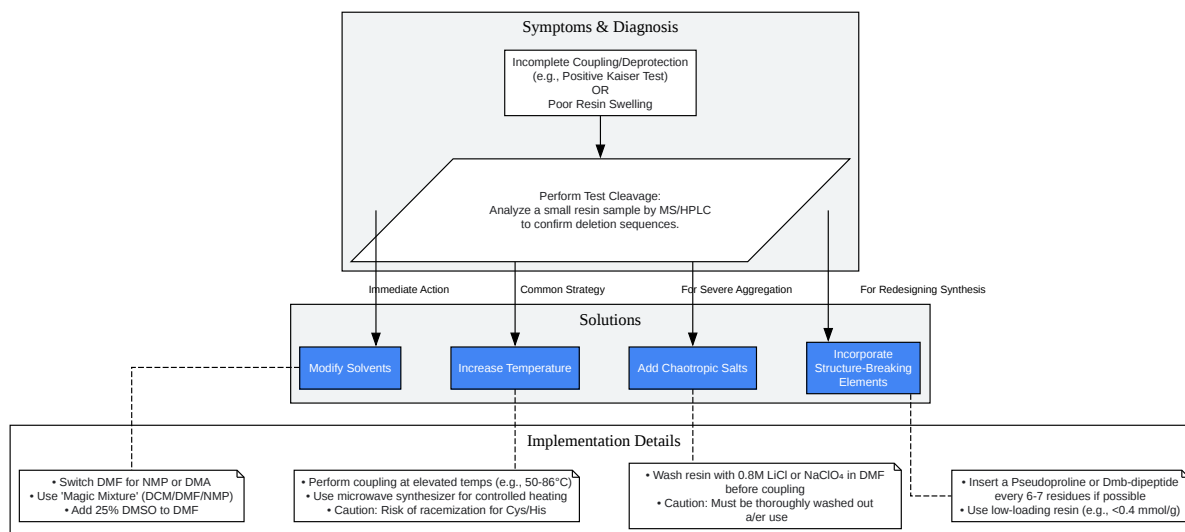 Symptoms & Diagnosis
Incomplete Coupling/Deprotection
(e.g., Positive Kaiser Test)
OR
Poor Resin Swelling
Perform Test Cleavage:
Analyze a small resin sample by MS/HPLC
to confirm deletion sequences.
Immediate Action
Common Strategy
For Severe Aggregation
For Redesigning Synthesis
Solutions
Modify Solvents
Increase Temperature
Add Chaotropic Salts
Incorporate
Structure-Breaking
Elements
Implementation Details
• Switch DMF for NMP or DMA
• Use 'Magic Mixture' (DCM/DMF/NMP)
• Add 25% DMSO to DMF
• Perform coupling at elevated temps (e.g., 50-86°C)
• Use microwave synthesizer for controlled heating
• Caution: Risk of racemization for Cys/His
• Wash resin with 0.8M LiCl or NaClO₄ in DMF
before coupling
• Caution: Must be thoroughly washed out
a/er use
• Insert a Pseudoproline or Dmb-dipeptide
every 6-7 residues if possible
• Use low-loading resin (e.g., <0.4 mmol/g)